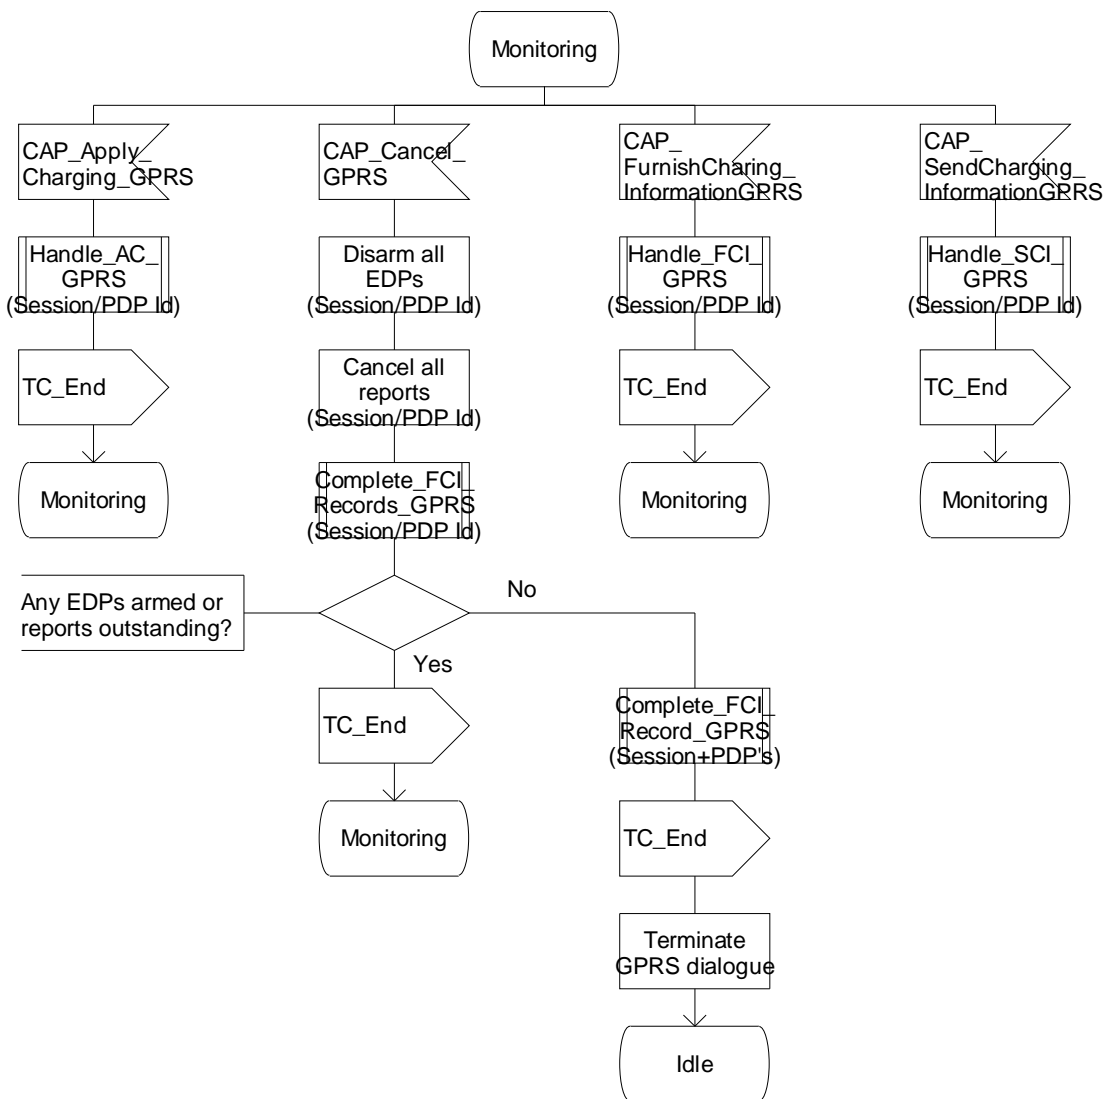 Monitoring
CAP_Apply_
Charging_GPRS
CAP_Cancel_
GPRS
CAP_
FurnishCharing_
InformationGPRS
CAP_
SendCharging_
InformationGPRS
Handle_AC_
GPRS
(Session/PDP Id)
Disarm all
EDPs
(Session/PDP Id)
Handle_FCI_
GPRS
(Session/PDP Id)
Handle_SCI_
GPRS
(Session/PDP Id)
TC_End
Cancel all
reports
(Session/PDP Id)
TC_End
TC_End
Monitoring
Complete_FCI_
Records_GPRS
(Session/PDP Id)
Monitoring
Monitoring
Any EDPs armed or
reports outstanding?
No
Yes
TC_End
Complete_FCI_
Record_GPRS
(Session+PDP's)
Monitoring
TC_End
Terminate
GPRS dialogue
Idle